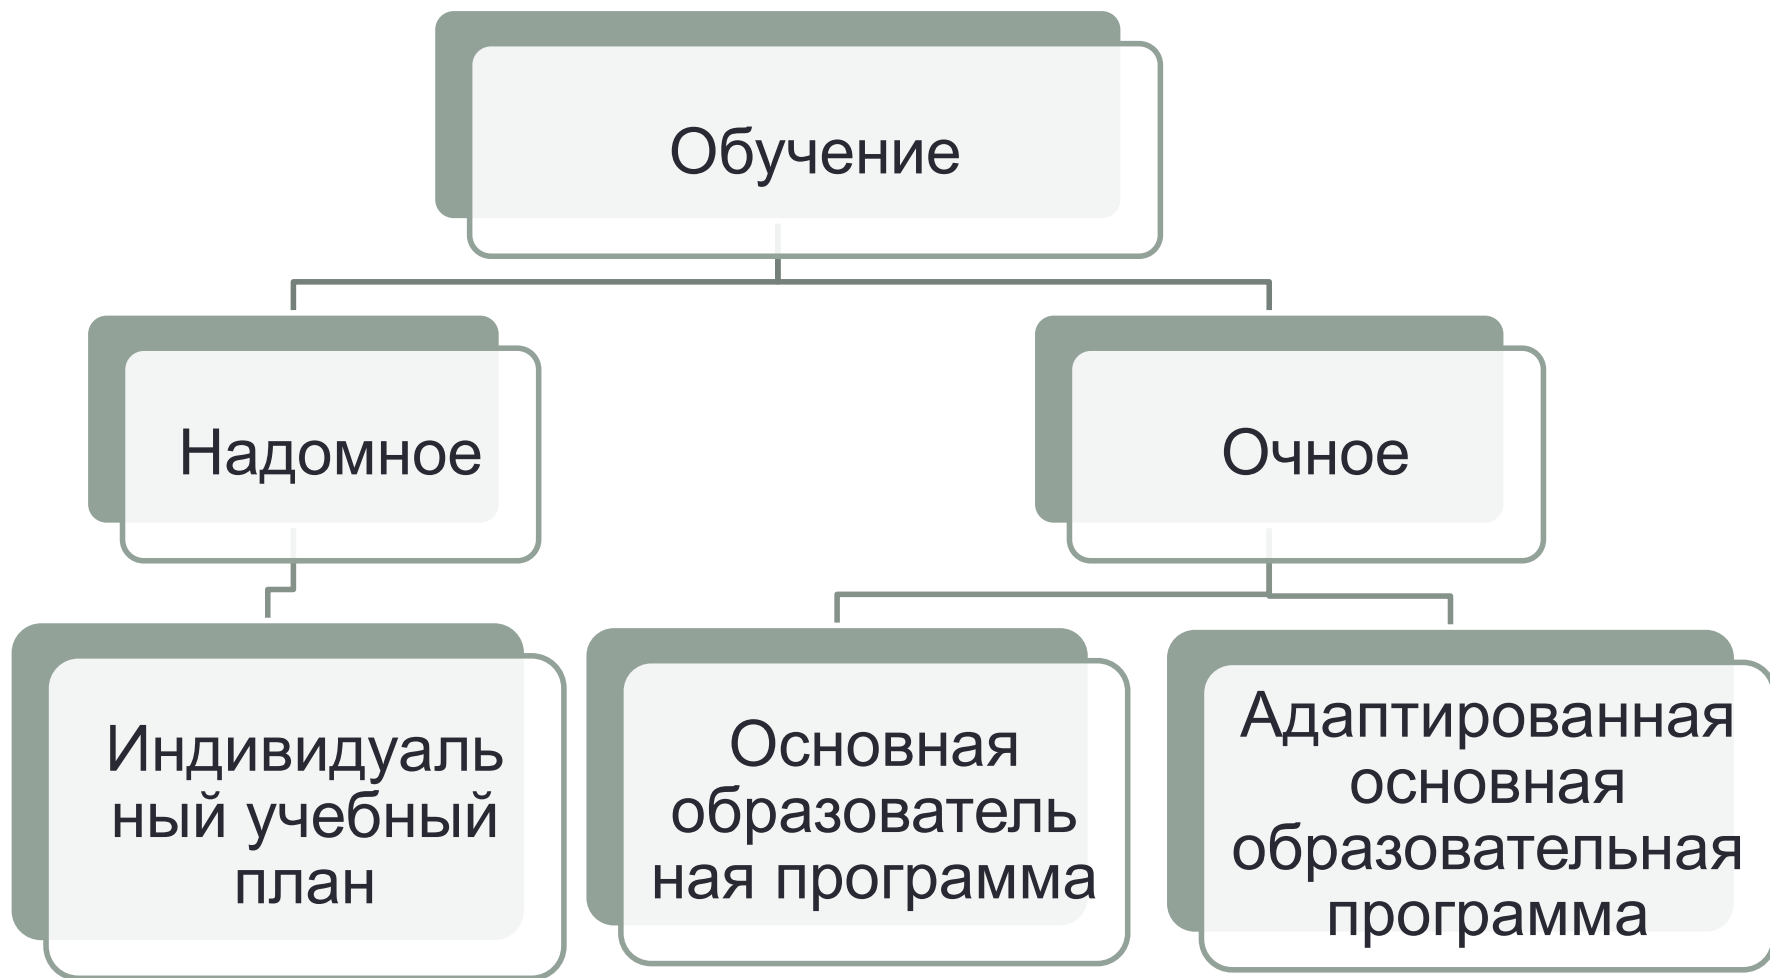 Обучение
Надомное
Очное
Индивидуаль
ный учебный
план
Основная
образователь
ная программа
Адаптированная
основная
образовательная
программа